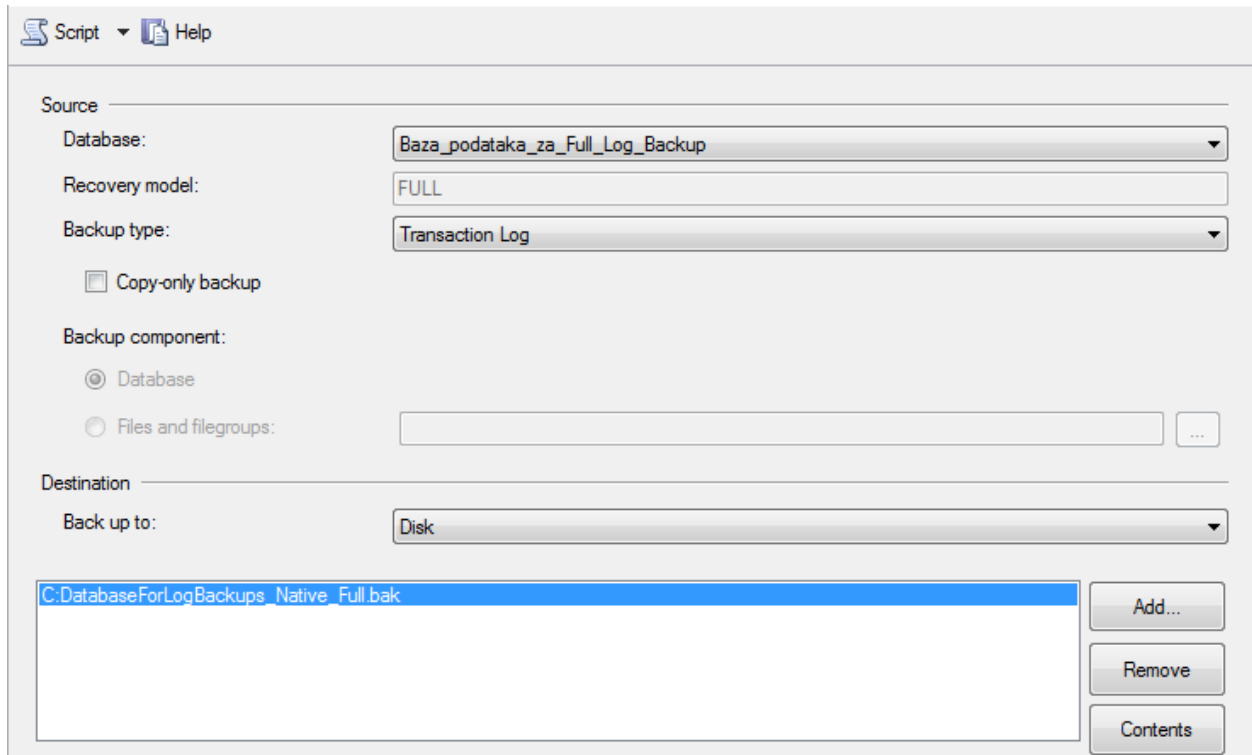 Script Help
Source
Database: Baza_podataka_za_Full_Log_Backup
Recovery model: FULL
Backup type: Transaction Log
Copy-only backup
Backup component:
Database
Files and filegroups: ...
Destination
Back up to: Disk
C:DatabaseForLogBackups_Native_Full.bak
Add...
Remove
Contents